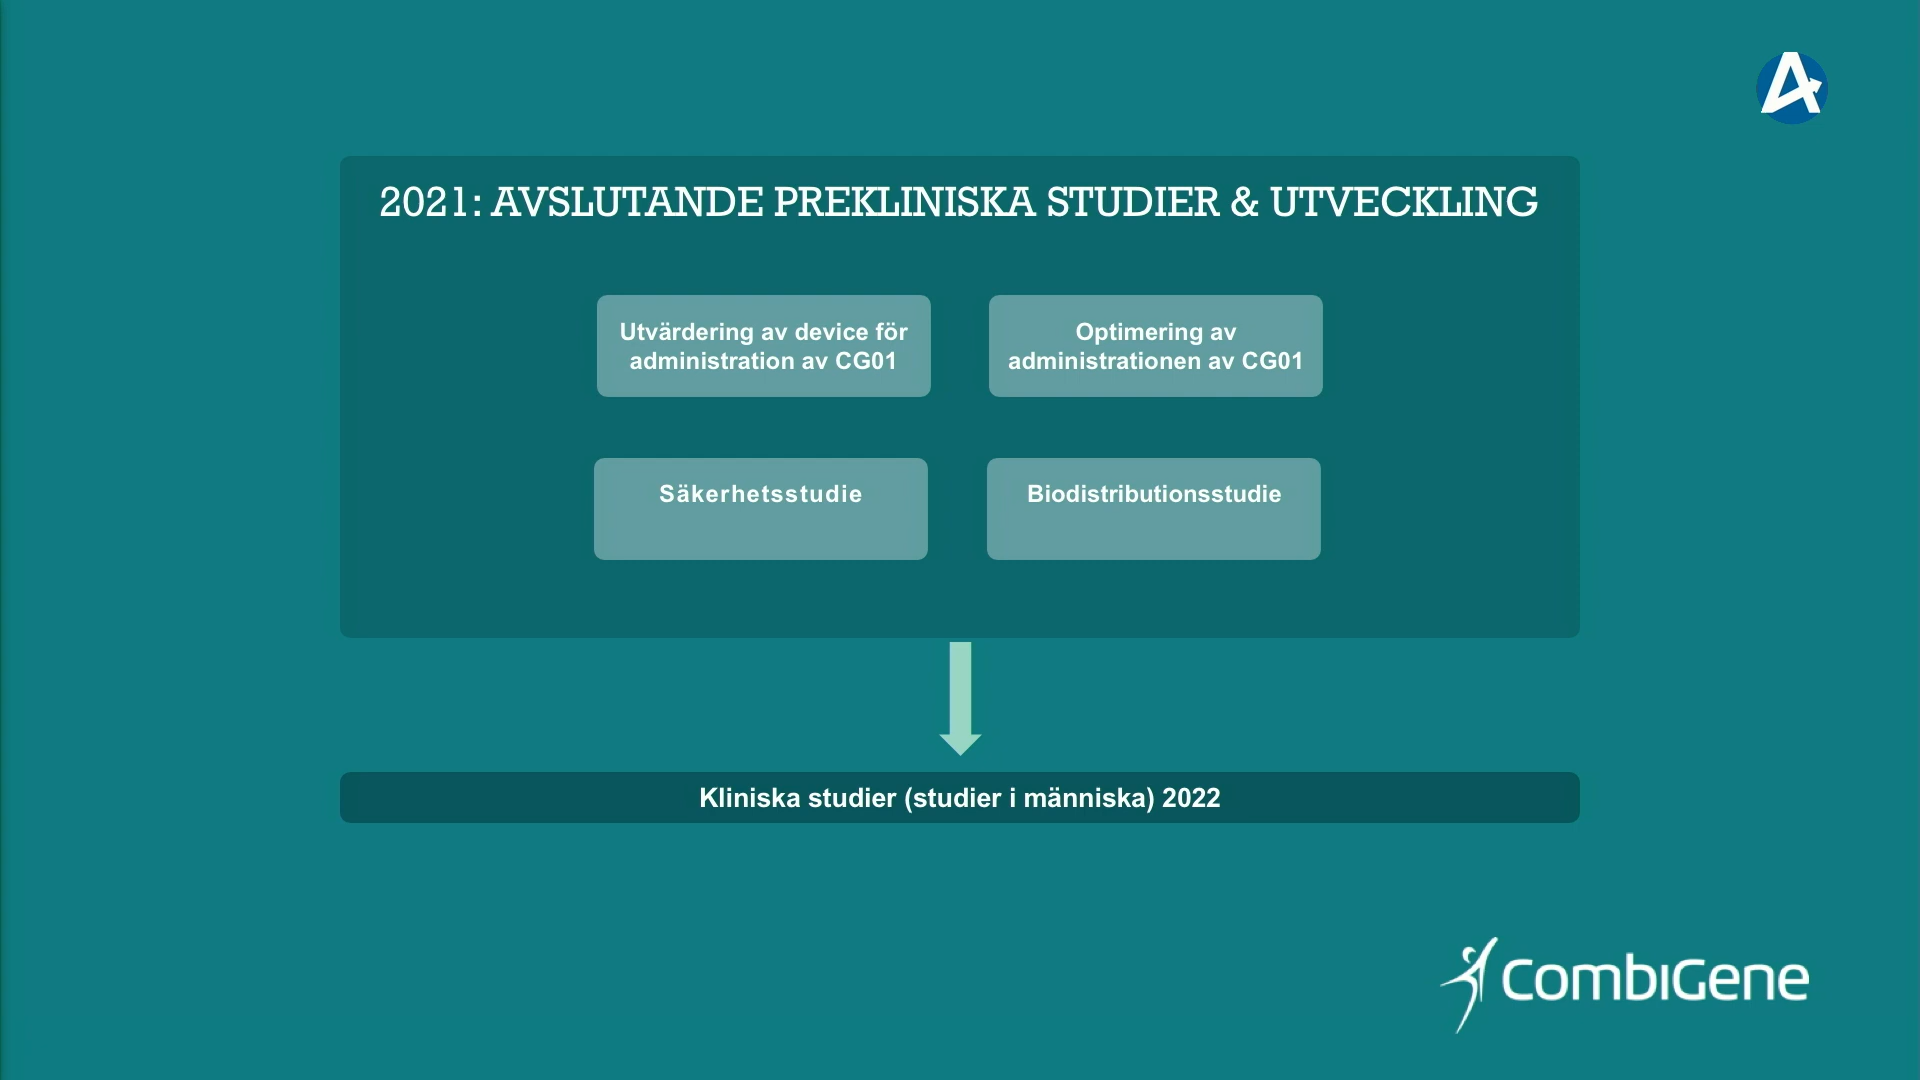 2021: AVSLUTANDE PREKLINISKA STUDIER & UTVECKLING
Utvärdering av device för
administration av CG01
Optimering av
administrationen av CG01
Säkerhetsstudie
Biodistributionsstudie
Kliniska studier (studier i människa) 2022
CombiGene